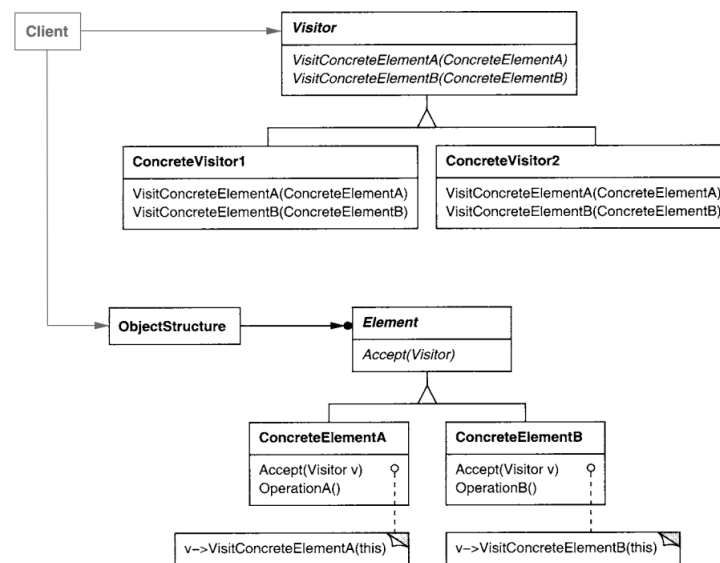 Client
Visitor
VisitConcreteElementA(ConcreteElementA)
VisitConcreteElementB(ConcreteElementB)
ConcreteVisitor1
VisitConcreteElementA(ConcreteElementA)
VisitConcreteElementB(ConcreteElementB)
ConcreteVisitor2
VisitConcreteElementA(ConcreteElementA)
VisitConcreteElementB(ConcreteElementB)
ObjectStructure
Element
Accept(Visitor)
ConcreteElementA
Accept(Visitor v)
OperationA()
ConcreteElementB
Accept(Visitor v)
OperationB()
v−>VisitConcreteElementA(this)
v−>VisitConcreteElementB(this)